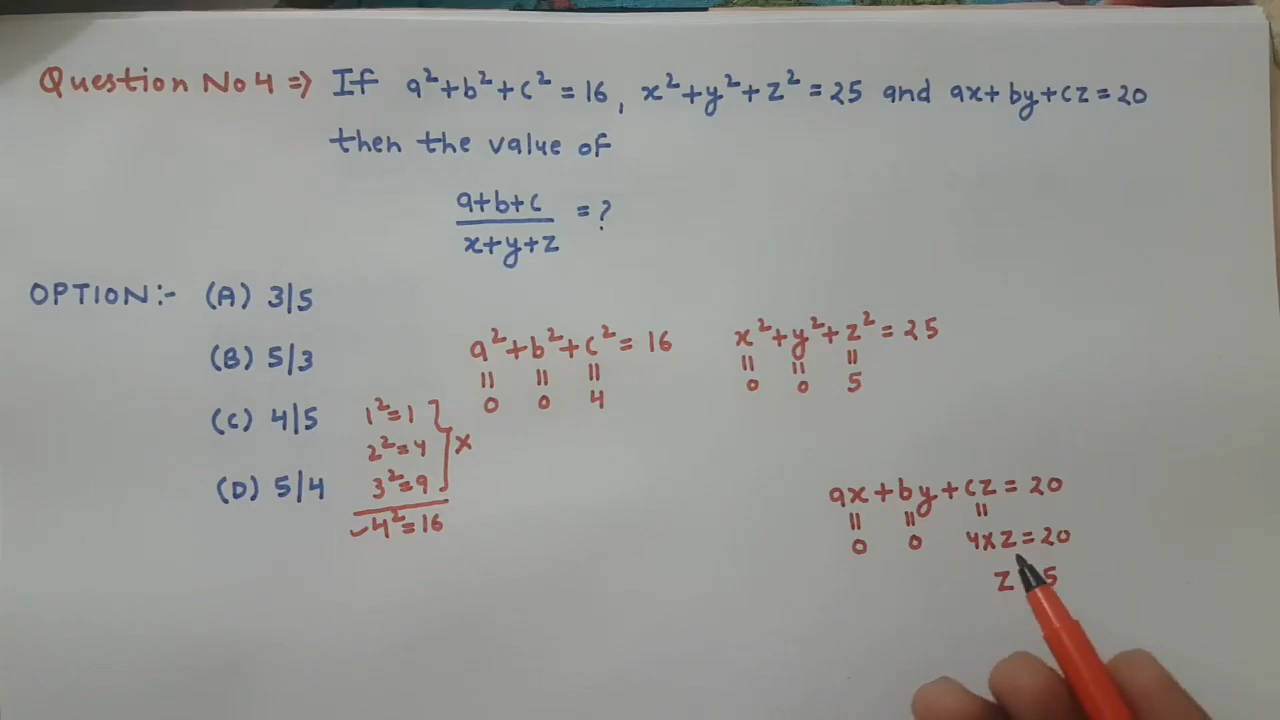 Question No 4 ⇒ If a²+b²+c² = 16, x²+y²+z² = 25 and ax+by+cz = 20
then the value of
a+b+c
x+y+z
= ?
OPTION:- (A) 3/5
(B) 5/3
(C) 4/5
(D) 5/4
a²+b²+c² = 16
॥ ॥ ॥
0 0 4
x²+y²+z² = 25
॥ ॥ ॥
0 0 5
1² = 1
2² = 4
3² = 9
×
✓4² = 16
ax+by+cz = 20
॥ ॥ ॥
0 0 4×z = 20
z 5